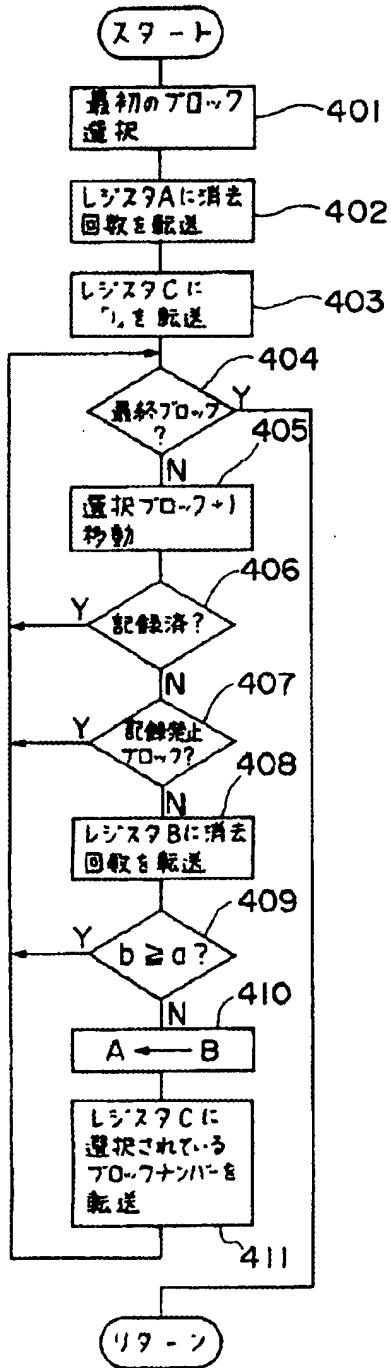 スタート
最初のブロック
選択
401
レジスタAに消去
回数を転送
402
レジスタCに
「1」を転送
403
404
最終ブロック
?
Y
N
405
選択ブロック+1
移動
406
記録済?
Y
N
407
記録発止
ブロック?
Y
N
408
レジスタBに消去
回数を転送
409
b≧a?
Y
N
410
A ← B
レジスタCに
選択されている
ブロックナンバーを
転送
411
リターン